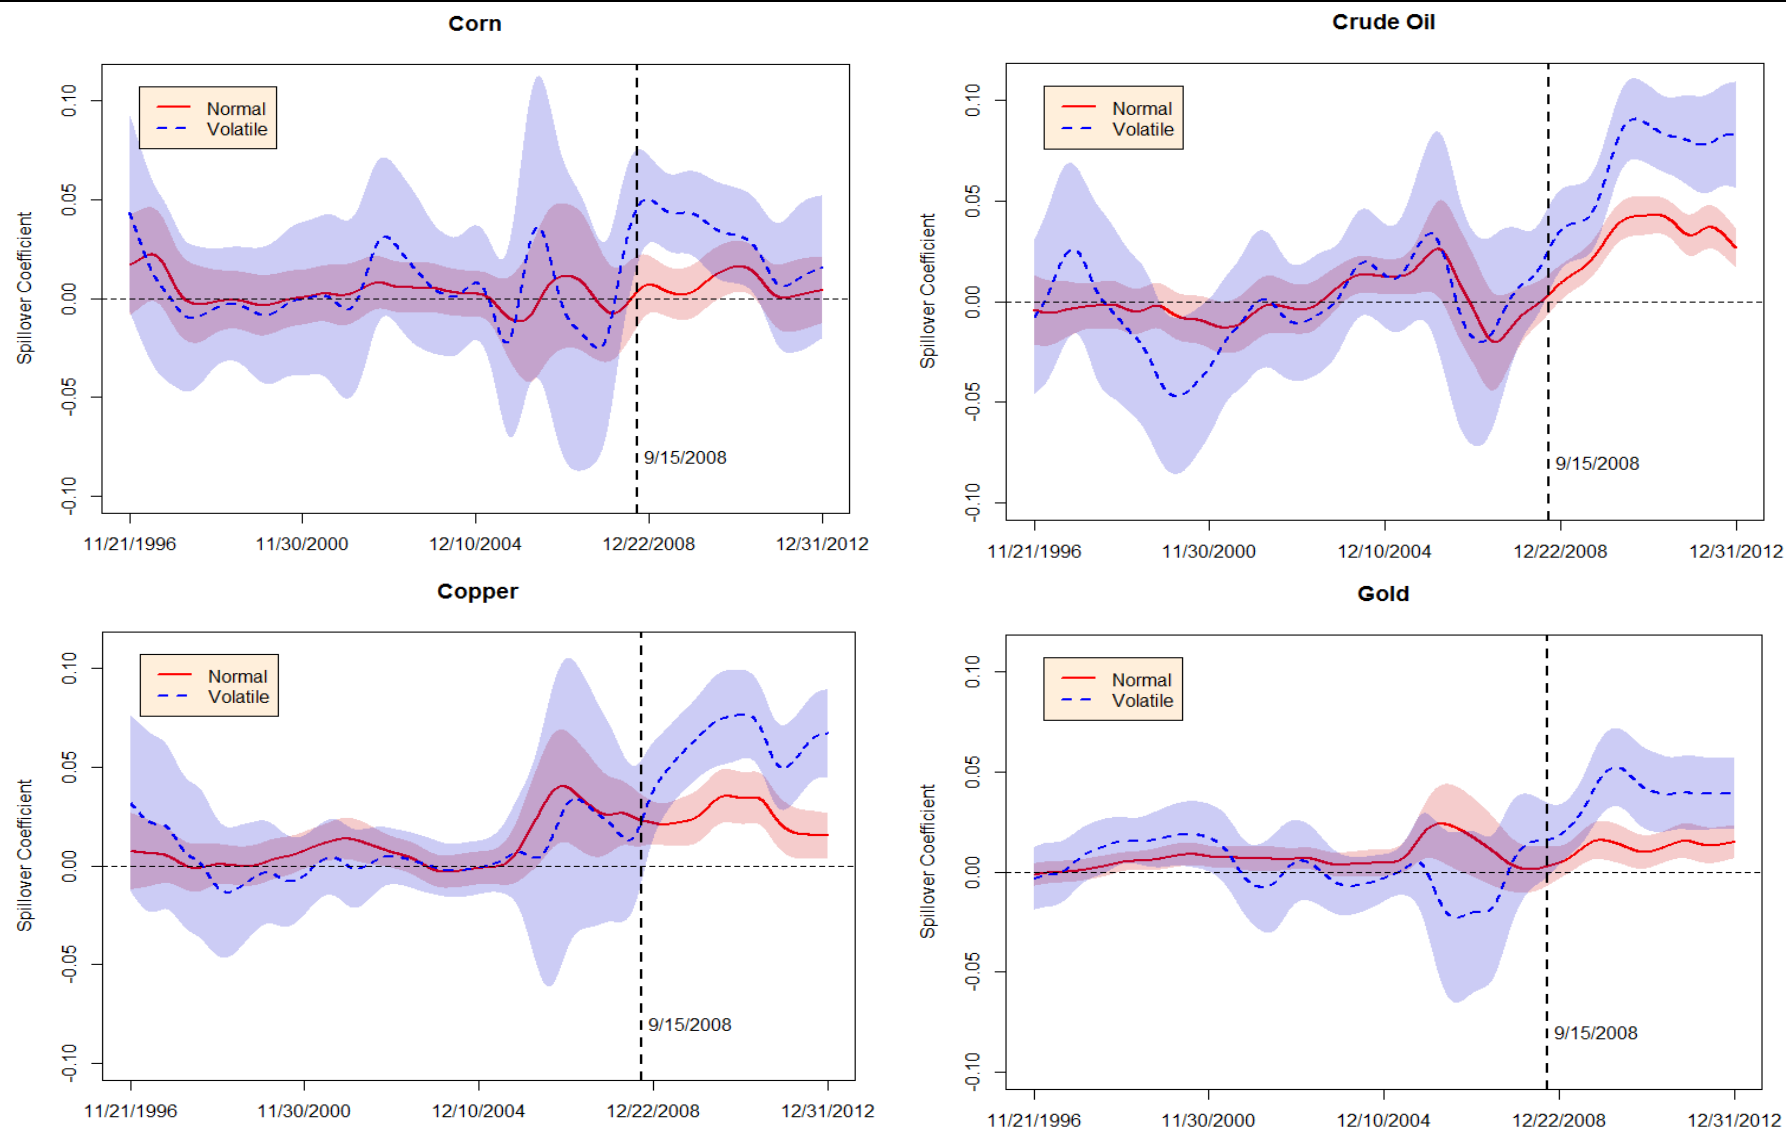 Corn
Normal
Volatile
Spillover Coefficient
0.10
0.05
0.00
-0.05
-0.10
9/15/2008
11/21/1996 11/30/2000 12/10/2004 12/22/2008 12/31/2012
Crude Oil
Normal
Volatile
Spillover Coefficient
0.10
0.05
0.00
-0.05
-0.10
9/15/2008
11/21/1996 11/30/2000 12/10/2004 12/22/2008 12/31/2012
Copper
Normal
Volatile
Spillover Coefficient
0.10
0.05
0.00
-0.05
-0.10
9/15/2008
11/21/1996 11/30/2000 12/10/2004 12/22/2008 12/31/2012
Gold
Normal
Volatile
Spillover Coefficient
0.10
0.05
0.00
-0.05
-0.10
9/15/2008
11/21/1996 11/30/2000 12/10/2004 12/22/2008 12/31/2012